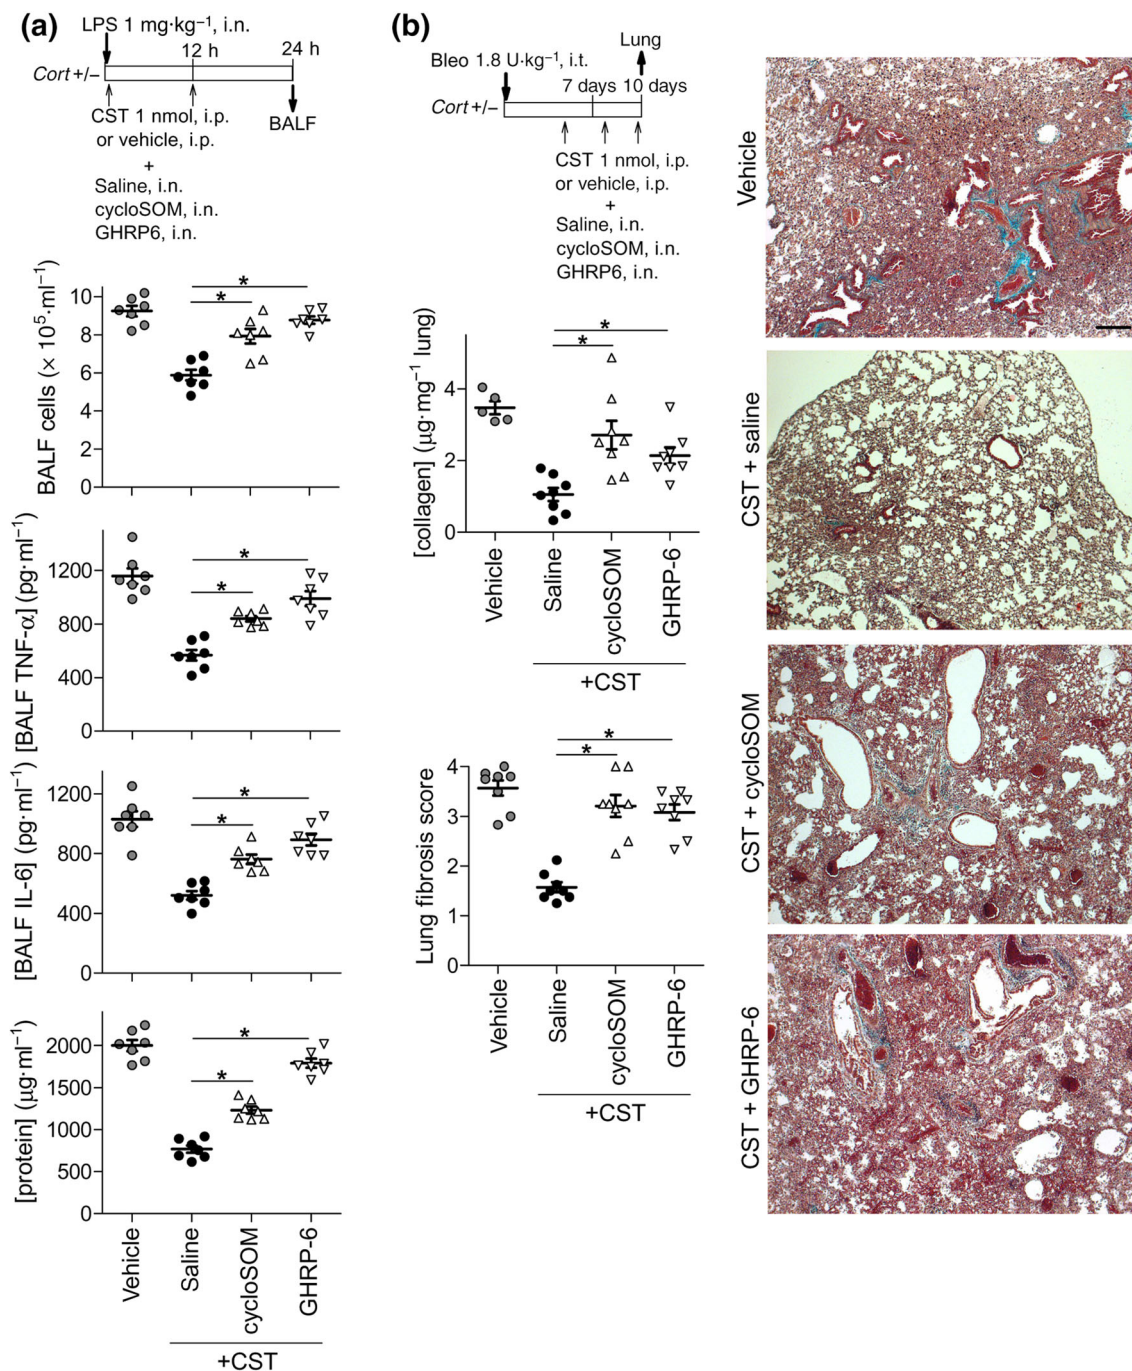 (a)
LPS 1 mg·kg⁻¹, i.n.
12 h
24 h
Cort +/−
CST 1 nmol, i.p.
or vehicle, i.p.
+
Saline, i.n.
cycloSOM, i.n.
GHRP6, i.n.
BALF
BALF cells (× 10⁵·ml⁻¹)
10
8
6
4
2
0
*
*
[BALF TNF-α] (pg·ml⁻¹)
1200
800
400
0
*
*
[BALF IL-6] (pg·ml⁻¹)
1200
800
400
0
*
*
[protein] (µg·ml⁻¹)
2000
1500
1000
500
0
*
*
Vehicle
Saline
cycloSOM
GHRP-6
+CST
(b)
Lung
Bleo 1.8 U·kg⁻¹, i.t.
7 days
10 days
Cort +/−
CST 1 nmol, i.p.
or vehicle, i.p.
+
Saline, i.n.
cycloSOM, i.n.
GHRP6, i.n.
[collagen] (µg·mg⁻¹ lung)
4
2
0
*
*
Vehicle
Saline
cycloSOM
GHRP-6
+CST
Lung fibrosis score
4
3
2
1
0
*
*
Vehicle
Saline
cycloSOM
GHRP-6
+CST
Vehicle
CST + saline
CST + cycloSOM
CST + GHRP-6